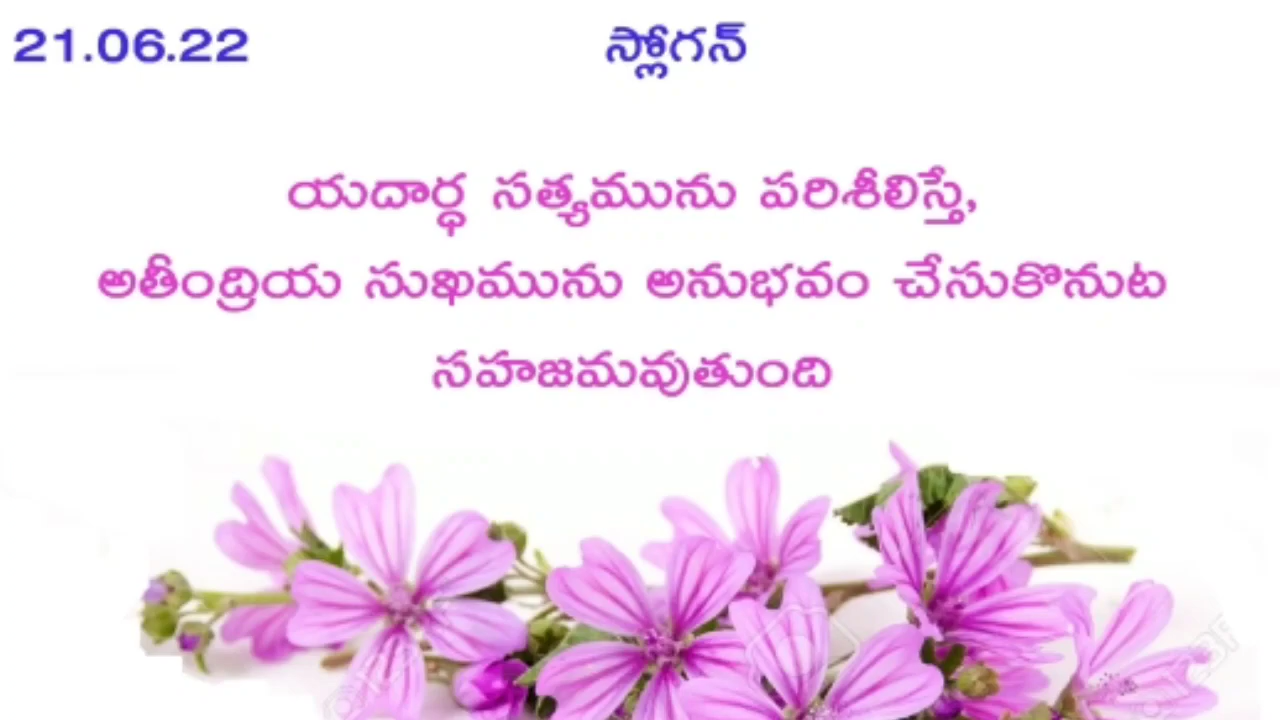 21.06.22 స్లోగన్
యదార్ధ సత్యమును పరిశీలిస్తే,
అతీంద్రియ సుఖమును అనుభవం చేసుకొనుట
సహజమవుతుంది